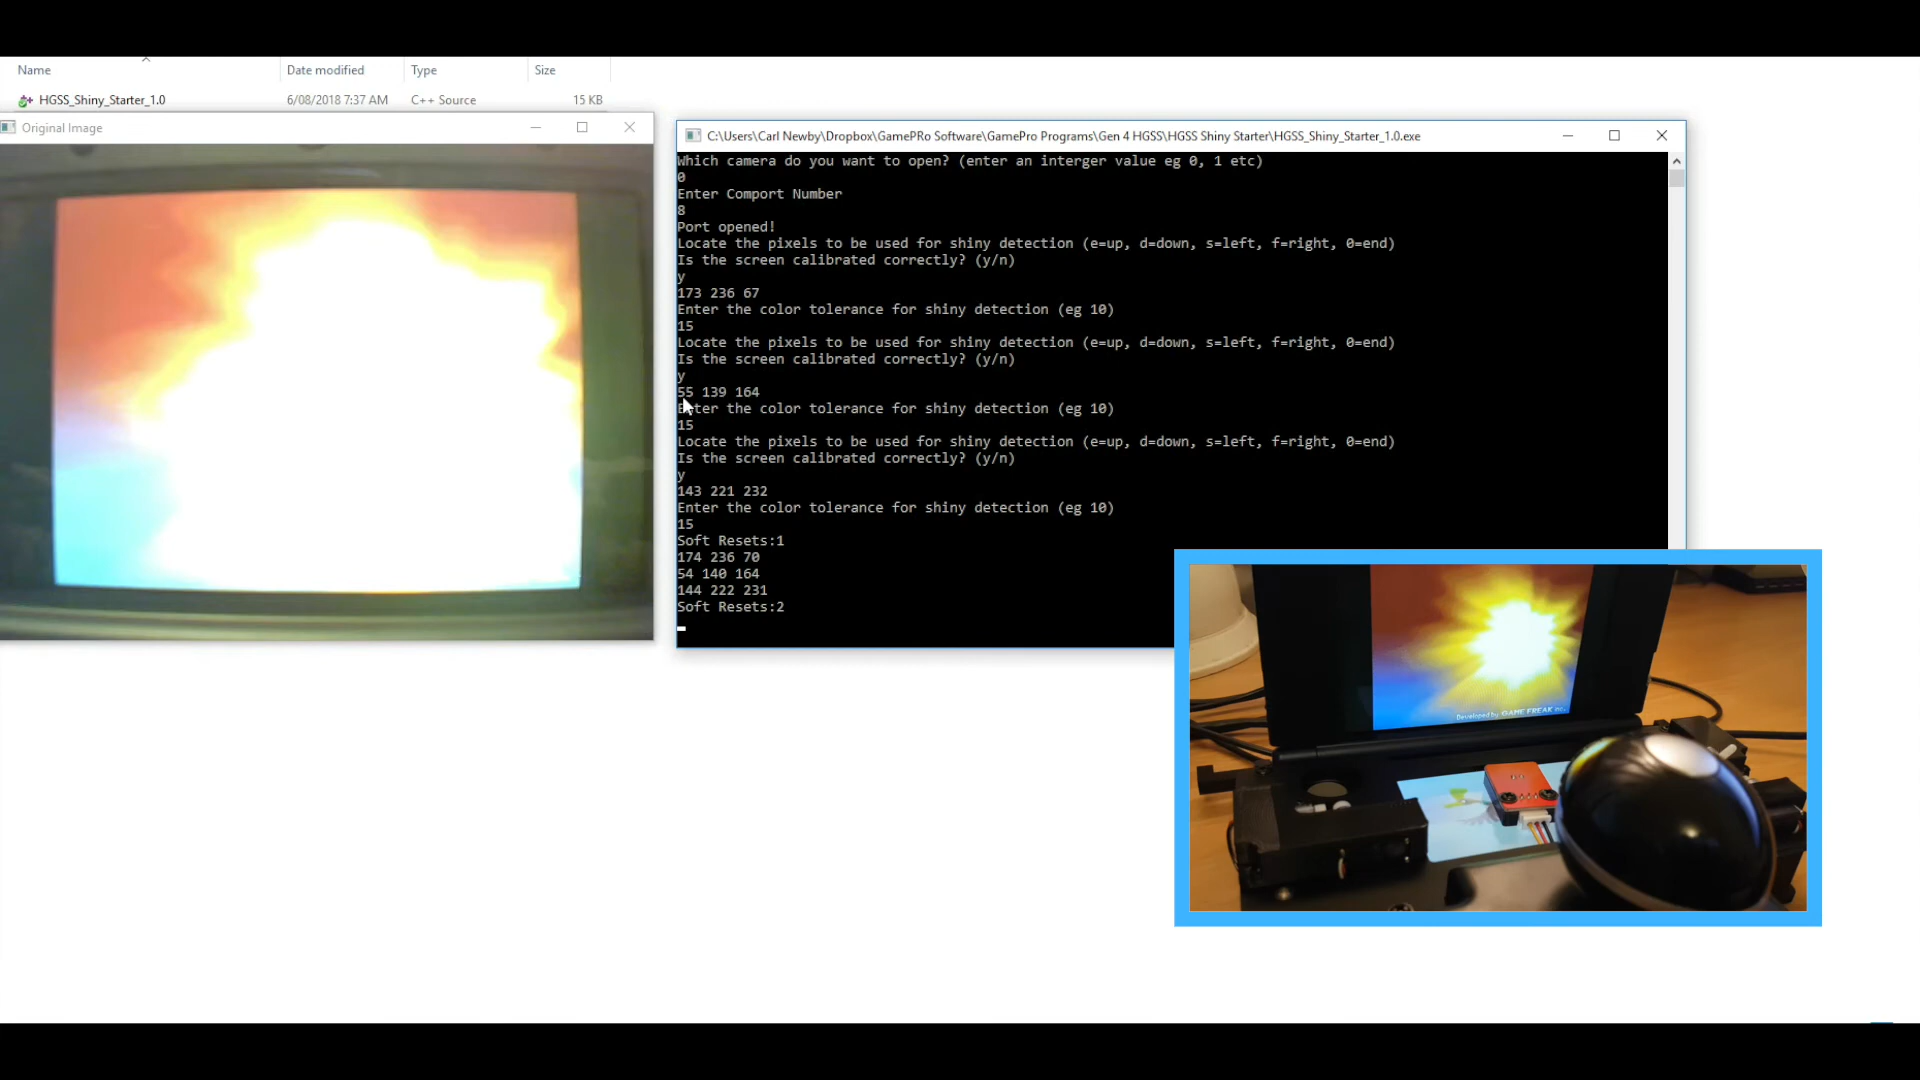 Name Date modified Type Size
HGSS_Shiny_Starter_1.0 6/08/2018 7:37 AM C++ Source 15 KB
Original Image
C:\Users\Carl Newby\Dropbox\GamePRo Software\GamePro Programs\Gen 4 HGSS\HGSS Shiny Starter\HGSS_Shiny_Starter_1.0.exe
Which camera do you want to open? (enter an interger value eg 0, 1 etc)
0
Enter Comport Number
8
Port opened!
Locate the pixels to be used for shiny detection (e=up, d=down, s=left, f=right, 0=end)
Is the screen calibrated correctly? (y/n)
y
173 236 67
Enter the color tolerance for shiny detection (eg 10)
15
Locate the pixels to be used for shiny detection (e=up, d=down, s=left, f=right, 0=end)
Is the screen calibrated correctly? (y/n)
y
55 139 164
Enter the color tolerance for shiny detection (eg 10)
15
Locate the pixels to be used for shiny detection (e=up, d=down, s=left, f=right, 0=end)
Is the screen calibrated correctly? (y/n)
y
143 221 232
Enter the color tolerance for shiny detection (eg 10)
15
Soft Resets:1
174 236 70
54 140 164
144 222 231
Soft Resets:2
Developed by GAME FREAK inc.